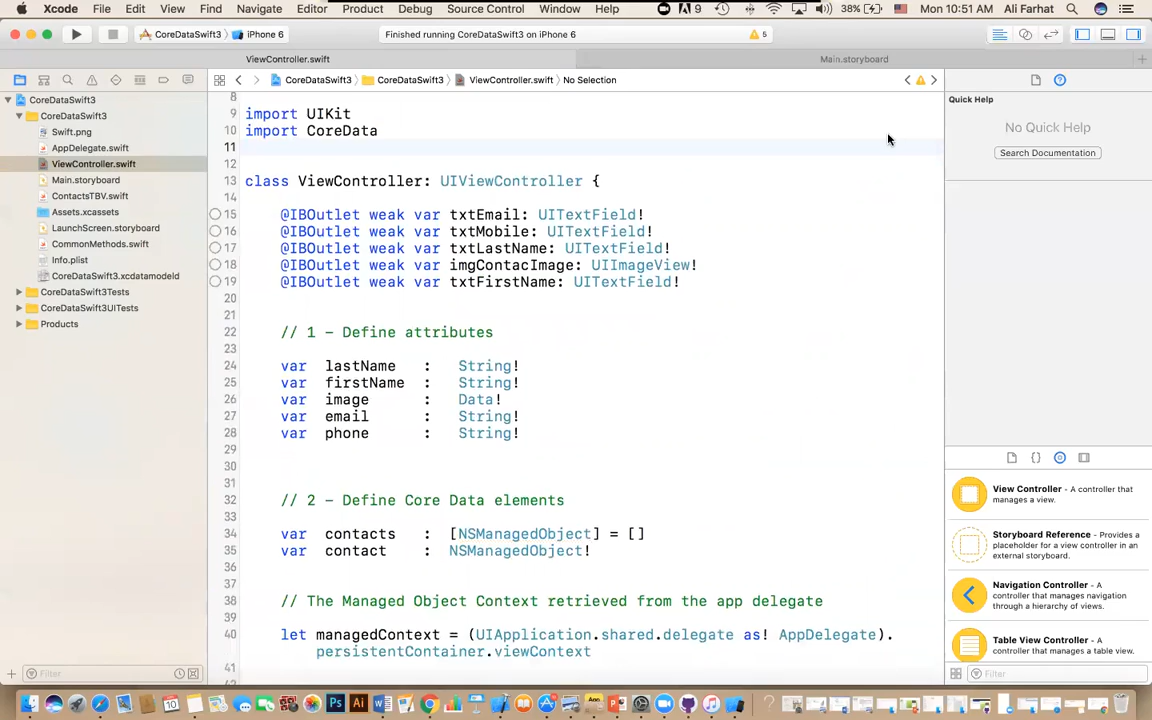 Xcode File Edit View Find Navigate Editor Product Debug Source Control Window Help 9 38% Mon 10:51 AM Ali Farhat
CoreDataSwift3 iPhone 6 Finished running CoreDataSwift3 on iPhone 6 5
ViewController.swift Main.storyboard
CoreDataSwift3 CoreDataSwift3 ViewController.swift No Selection
CoreDataSwift3
CoreDataSwift3
Swift.png
AppDelegate.swift
ViewController.swift
Main.storyboard
ContactsTBV.swift
Assets.xcassets
LaunchScreen.storyboard
CommonMethods.swift
Info.plist
CoreDataSwift3.xcdatamodeld
CoreDataSwift3Tests
CoreDataSwift3UITests
Products
Filter
8
9 import UIKit
10 import CoreData
11
12
13 class ViewController: UIViewController {
14
15 @IBOutlet weak var txtEmail: UITextField!
16 @IBOutlet weak var txtMobile: UITextField!
17 @IBOutlet weak var txtLastName: UITextField!
18 @IBOutlet weak var imgContacImage: UIImageView!
19 @IBOutlet weak var txtFirstName: UITextField!
20
21
22 // 1 - Define attributes
23
24 var lastName : String!
25 var firstName : String!
26 var image : Data!
27 var email : String!
28 var phone : String!
29
30
31
32 // 2 - Define Core Data elements
33
34 var contacts : [NSManagedObject] = []
35 var contact : NSManagedObject!
36
37
38 // The Managed Object Context retrieved from the app delegate
39
40 let managedContext = (UIApplication.shared.delegate as! AppDelegate).
persistentContainer.viewContext
41
Quick Help
No Quick Help
Search Documentation
View Controller - A controller that
manages a view.
Storyboard Reference - Provides a
placeholder for a view controller in an
external storyboard.
Navigation Controller - A
controller that manages navigation
through a hierarchy of views.
Table View Controller - A
controller that manages a table view.
Filter